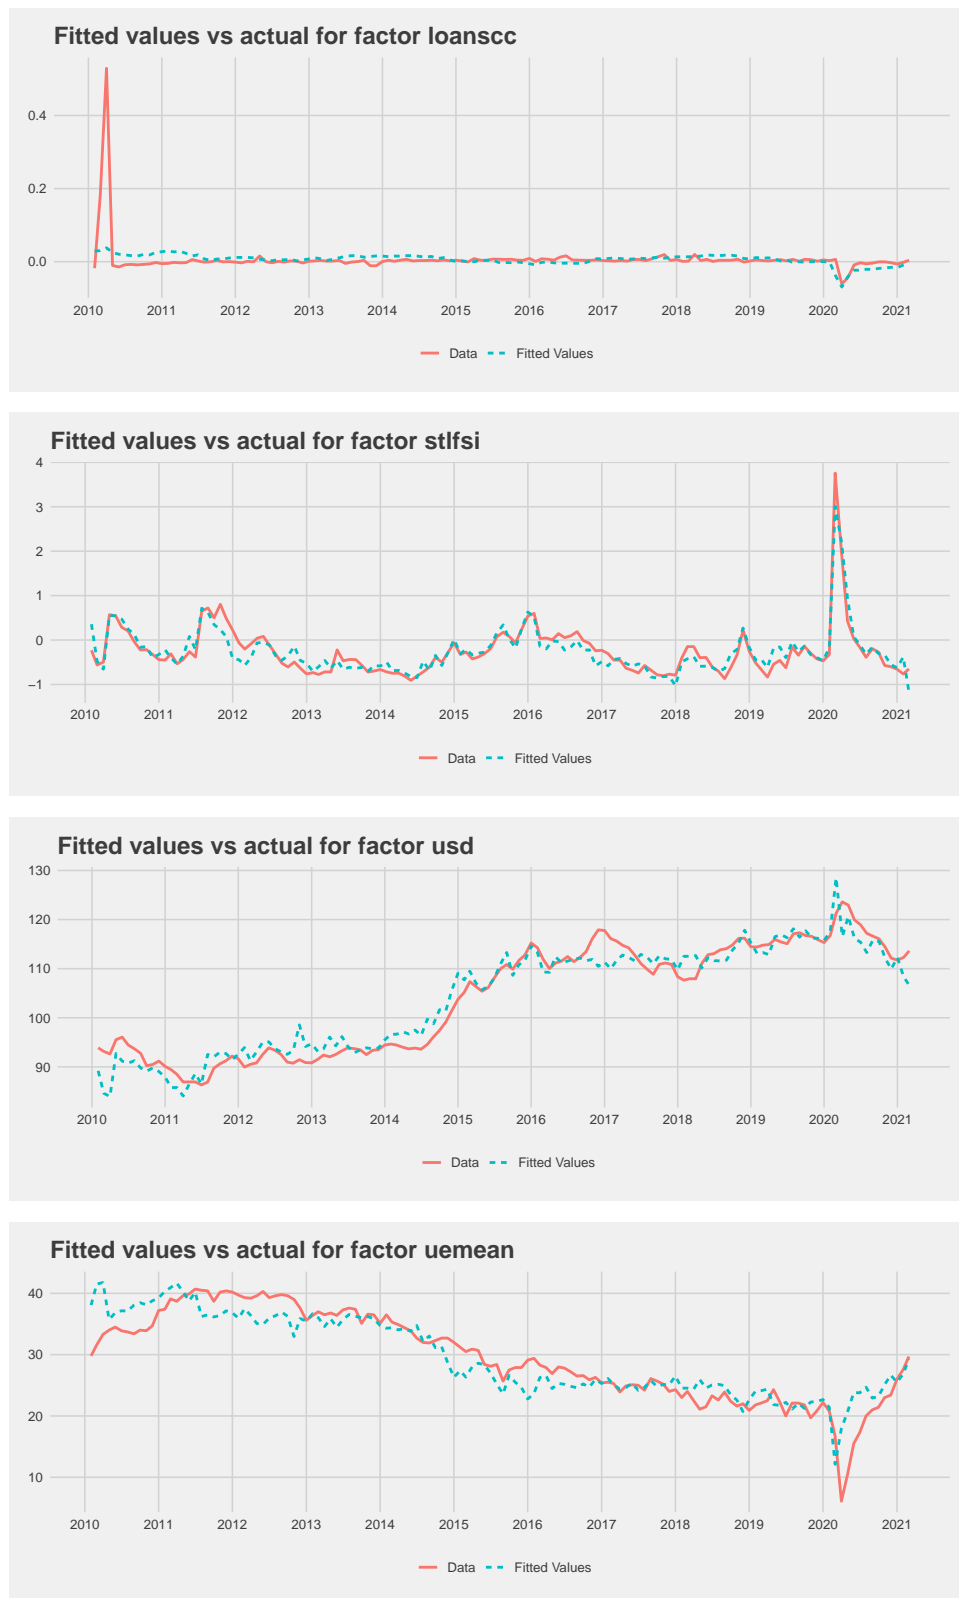 Fitted values vs actual for factor loanscc
0.4
0.2
0.0
2010 2011 2012 2013 2014 2015 2016 2017 2018 2019 2020 2021
Data Fitted Values
Fitted values vs actual for factor stlfsi
4
3
2
1
0
−1
2010 2011 2012 2013 2014 2015 2016 2017 2018 2019 2020 2021
Data Fitted Values
Fitted values vs actual for factor usd
130
120
110
100
90
2010 2011 2012 2013 2014 2015 2016 2017 2018 2019 2020 2021
Data Fitted Values
Fitted values vs actual for factor uemean
40
30
20
10
2010 2011 2012 2013 2014 2015 2016 2017 2018 2019 2020 2021
Data Fitted Values